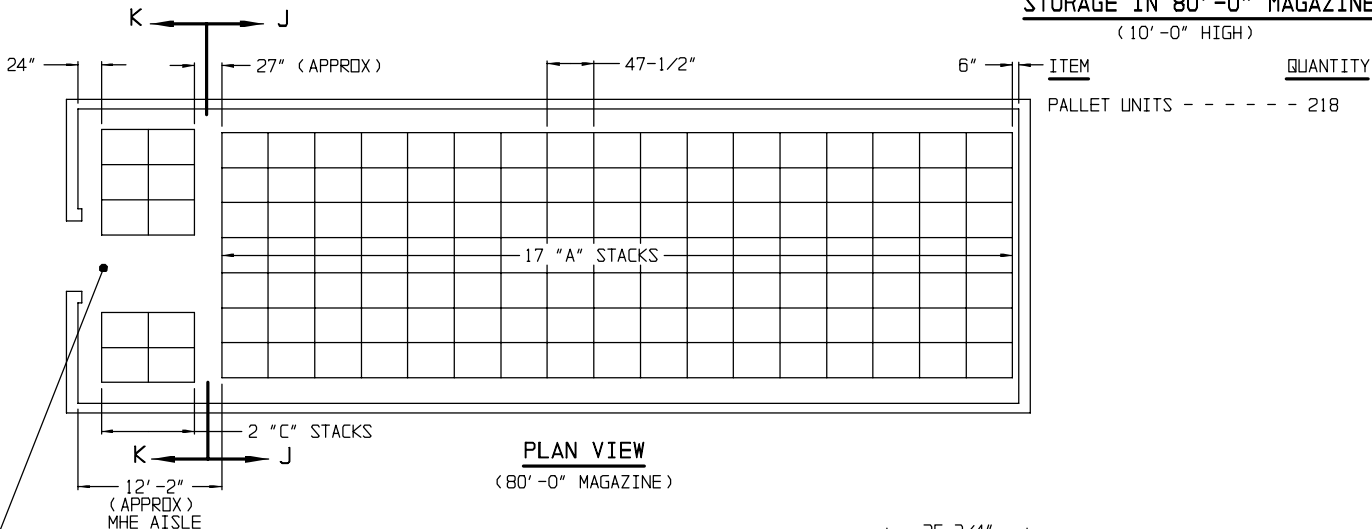 STORAGE IN 80'-0" MAGAZINE
(10'-0" HIGH)
K J
24" 27" (APPROX) 47-1/2" 6" ITEM QUANTITY
PALLET UNITS - - - - - - 218
17 "A" STACKS
2 "C" STACKS
K J
PLAN VIEW
(80'-0" MAGAZINE)
12'-2"
(APPROX)
MHE AISLE